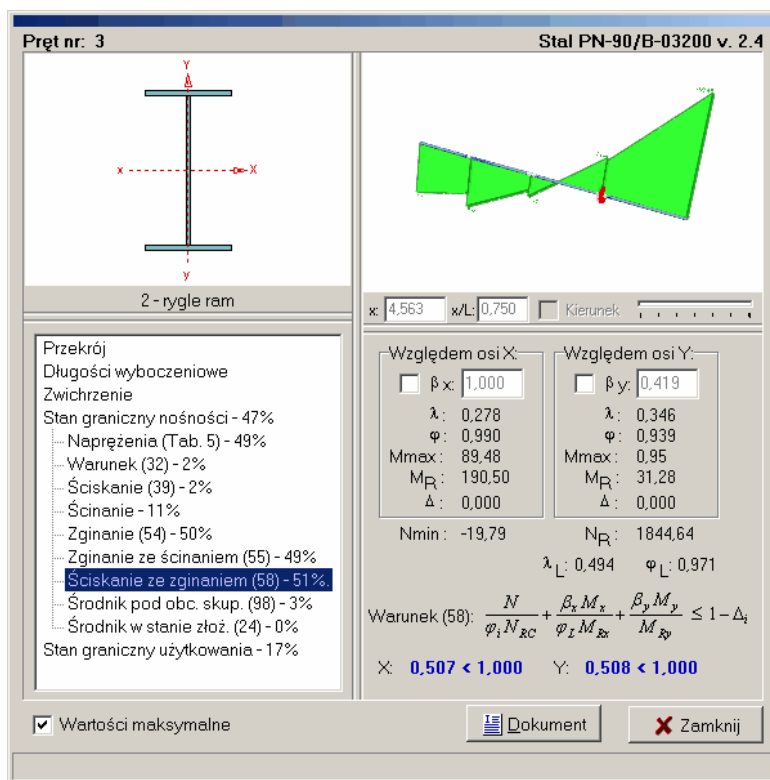 Pręt nr: 3
Stal PN-90/B-03200 v. 2.4
Y
x
X
y
2 - rygle ram
x: 4,563 x/L: 0,750 Kierunek
Przekrój
Długości wyboczeniowe
Zwichrzenie
Stan graniczny nośności - 47%
Naprężenia (Tab. 5) - 49%
Warunek (32) - 2%
Ściskanie (39) - 2%
Ścinanie - 11%
Zginanie (54) - 50%
Zginanie ze ścinaniem (55) - 49%
Ściskanie ze zginaniem (58) - 51%.
Środnik pod obc. skup. (98) - 3%
Środnik w stanie złoż. (24) - 0%
Stan graniczny użytkowania - 17%
Względem osi X:
β x: 1,000
λ : 0,278
φ : 0,990
Mmax : 89,48
MR : 190,50
Δ : 0,000
Względem osi Y:
β y: 0,419
λ : 0,346
φ : 0,939
Mmax : 0,95
MR : 31,28
Δ : 0,000
Nmin : -19,79 NR : 1844,64
λL : 0,494 φL : 0,971
Warunek (58): N / (φi NRC) + βx Mx / (φL MRx) + βy My / MRy ≤ 1 - Δi
X: 0,507 < 1,000 Y: 0,508 < 1,000
Wartości maksymalne
Dokument
Zamknij